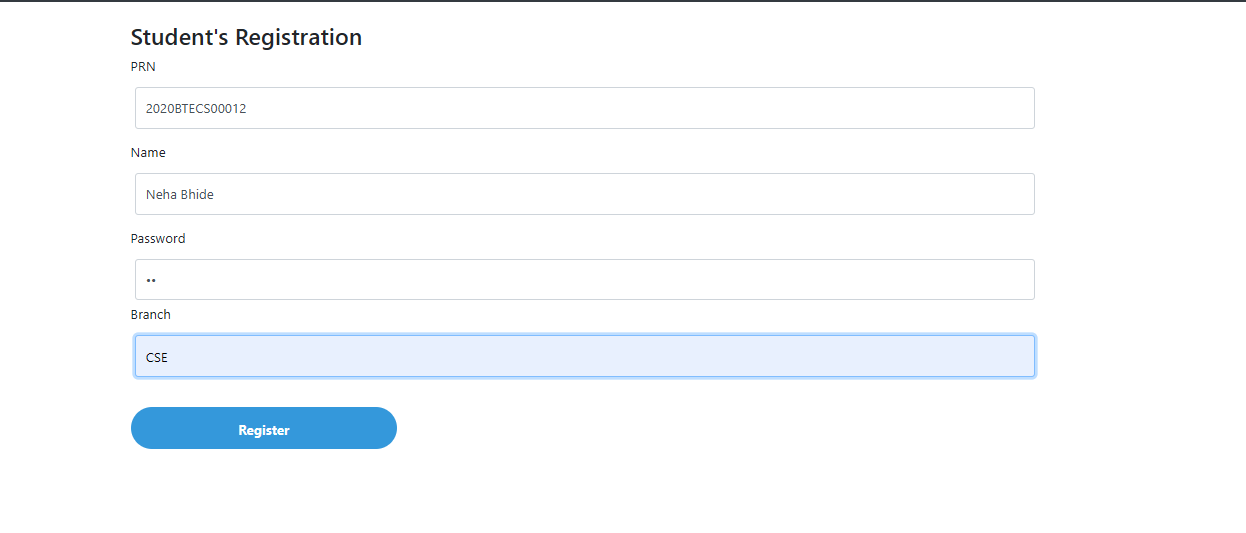 Student's Registration
PRN
2020BTECS00012
Name
Neha Bhide
Password
••
Branch
CSE
Register